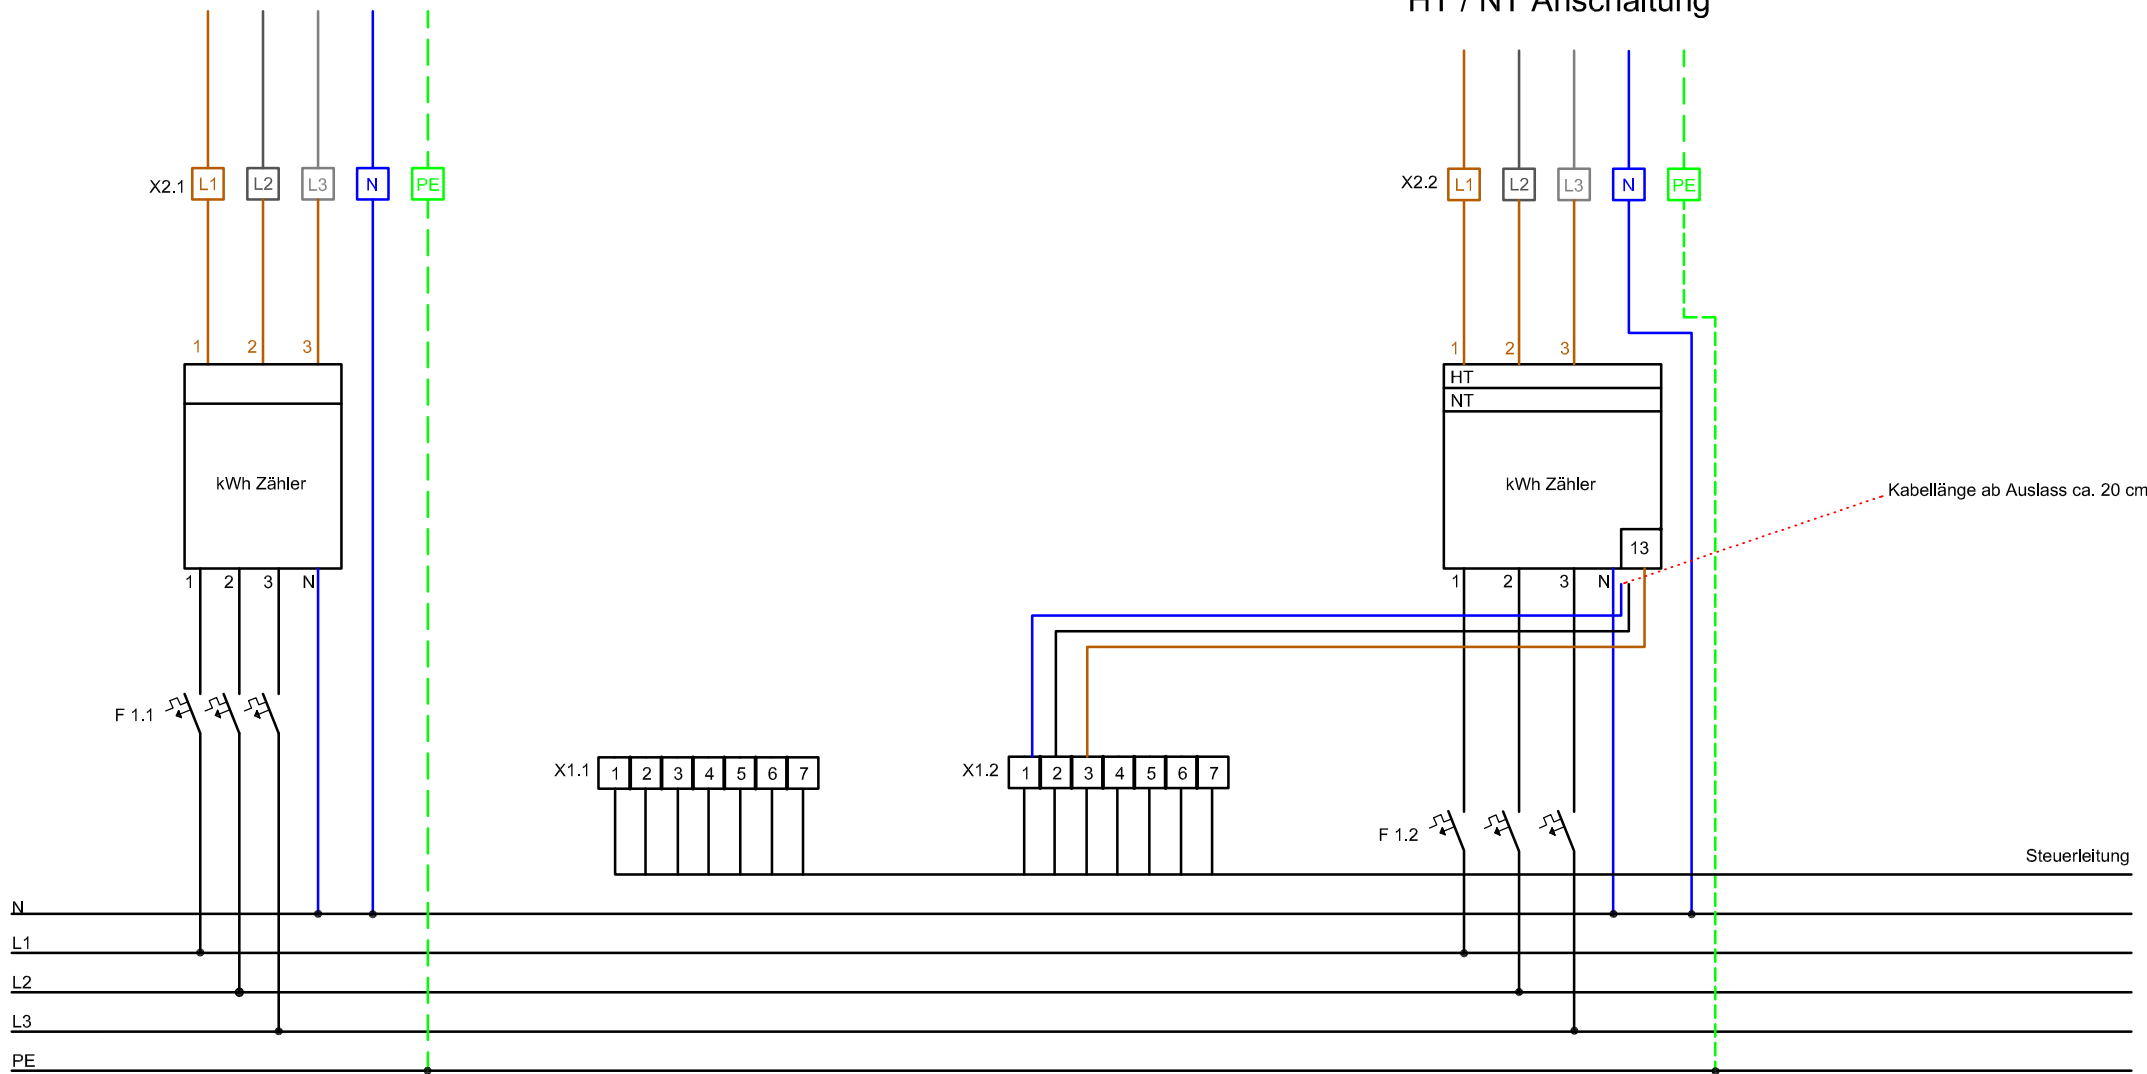 HT / NT Anschaltung
X2.1 L1 L2 L3 N PE
X2.2 L1 L2 L3 N PE
1 2 3
1 2 3
HT
NT
kWh Zähler
kWh Zähler
Kabellänge ab Auslass ca. 20 cm
13
1 2 3 N
1 2 3 N
F 1.1
X1.1 1 2 3 4 5 6 7
X1.2 1 2 3 4 5 6 7
F 1.2
Steuerleitung
N
L1
L2
L3
PE